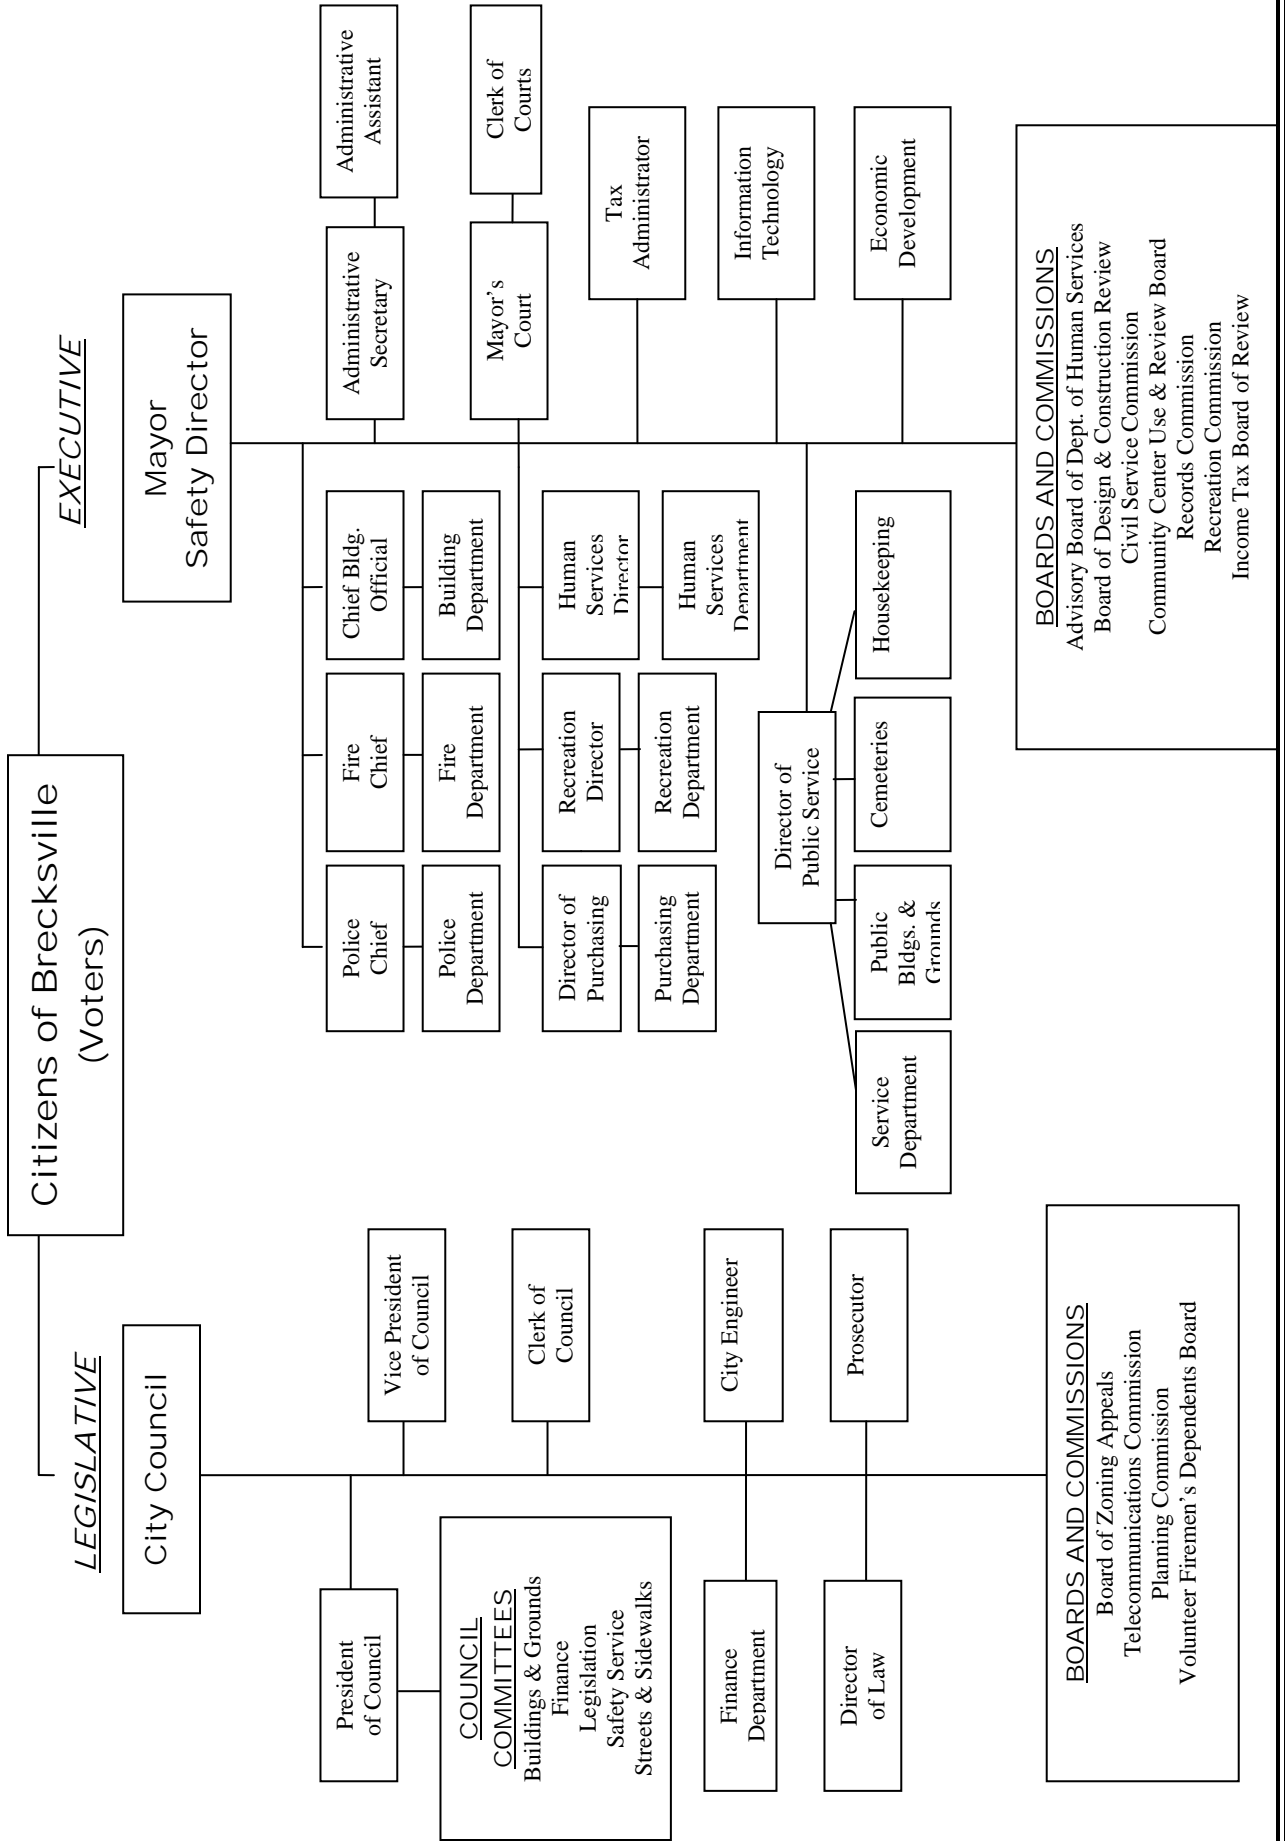 Citizens of Brecksville
(Voters)
LEGISLATIVE
City Council
President
of Council
Vice President
of Council
COUNCIL
COMMITTEES
Buildings & Grounds
Finance
Legislation
Safety Service
Streets & Sidewalks
Clerk of
Council
Finance
Department
City Engineer
Director
of Law
Prosecutor
BOARDS AND COMMISSIONS
Board of Zoning Appeals
Telecommunications Commission
Planning Commission
Volunteer Firemen's Dependents Board
EXECUTIVE
Mayor
Safety Director
Administrative
Secretary
Administrative
Assistant
Police
Chief
Fire
Chief
Chief Bldg.
Official
Police
Department
Fire
Department
Building
Department
Mayor's
Court
Clerk of
Courts
Director of
Purchasing
Recreation
Director
Human
Services
Director
Purchasing
Department
Recreation
Department
Human
Services
Department
Tax
Administrator
Information
Technology
Director of
Public Service
Service
Department
Public
Bldgs. &
Grounds
Cemeteries
Housekeeping
Economic
Development
BOARDS AND COMMISSIONS
Advisory Board of Dept. of Human Services
Board of Design & Construction Review
Civil Service Commission
Community Center Use & Review Board
Records Commission
Recreation Commission
Income Tax Board of Review